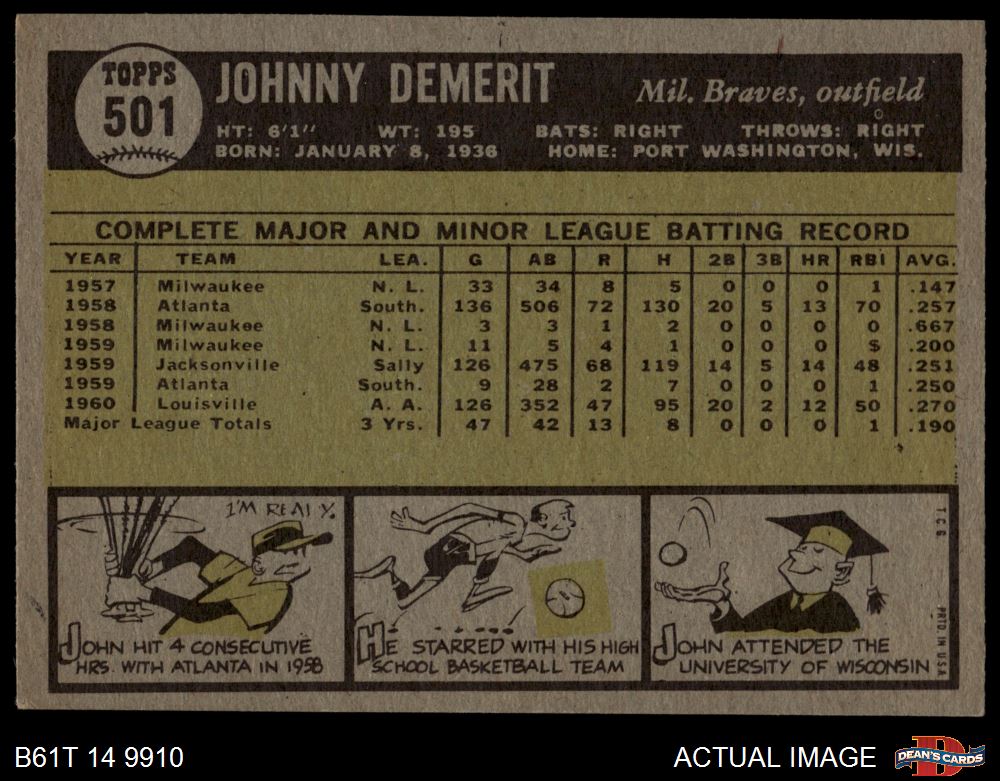 TOPPS
501
JOHNNY DEMERIT
Mil. Braves, outfield
HT: 6'1" WT: 195 BATS: RIGHT THROWS: RIGHT
BORN: JANUARY 8, 1936 HOME: PORT WASHINGTON, WIS.
COMPLETE MAJOR AND MINOR LEAGUE BATTING RECORD
YEAR TEAM LEA. G AB R H 2B 3B HR RBI AVG.
1957 Milwaukee N. L. 33 34 8 5 0 0 0 1 .147
1958 Atlanta South. 136 506 72 130 20 5 13 70 .257
1958 Milwaukee N. L. 3 3 1 2 0 0 0 0 .667
1959 Milwaukee N. L. 11 5 4 1 0 0 0 $ .200
1959 Jacksonville Sally 126 475 68 119 14 5 14 48 .251
1959 Atlanta South. 9 28 2 7 0 0 0 1 .250
1960 Louisville A. A. 126 352 47 95 20 2 12 50 .270
Major League Totals 3 Yrs. 47 42 13 8 0 0 0 1 .190
I'M READY.
JOHN HIT 4 CONSECUTIVE
HRS. WITH ATLANTA IN 1958
HE STARRED WITH HIS HIGH
SCHOOL BASKETBALL TEAM
JOHN ATTENDED THE
UNIVERSITY OF WISCONSIN
T.C.G.
PRTD. IN U.S.A.
B61T 14 9910
ACTUAL IMAGE
D
DEAN'S CARDS